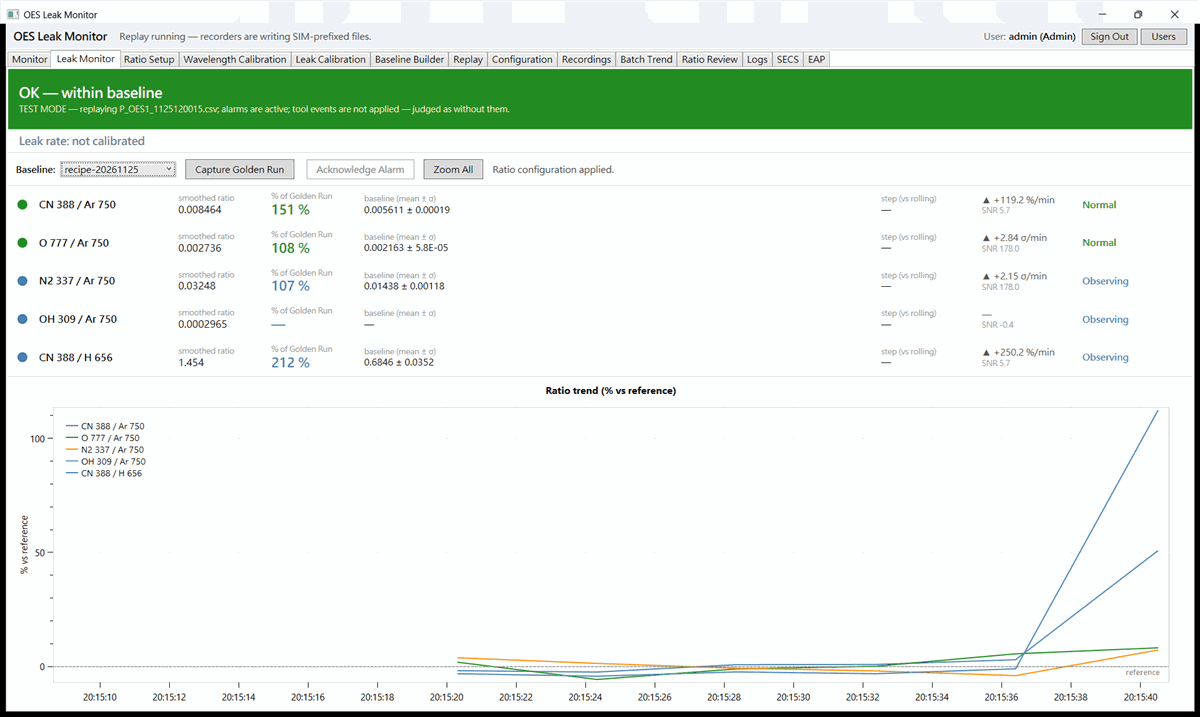 OES Leak Monitor
OES Leak Monitor Replay running — recorders are writing SIM-prefixed files. User: admin (Admin) Sign Out Users
Monitor Leak Monitor Ratio Setup Wavelength Calibration Leak Calibration Baseline Builder Replay Configuration Recordings Batch Trend Ratio Review Logs SECS EAP
OK — within baseline
TEST MODE — replaying P_OES1_1125120015.csv; alarms are active; tool events are not applied — judged as without them.
Leak rate: not calibrated
Baseline: recipe-20261125 Capture Golden Run Acknowledge Alarm Zoom All Ratio configuration applied.
smoothed ratio % of Golden Run baseline (mean ± σ) step (vs rolling) ▲ +119.2 %/min
CN 388 / Ar 750 0.008464 151 % 0.005611 ± 0.00019 — SNR 5.7 Normal
smoothed ratio % of Golden Run baseline (mean ± σ) step (vs rolling) ▲ +2.84 σ/min
O 777 / Ar 750 0.002736 108 % 0.002163 ± 5.8E-05 — SNR 178.0 Normal
smoothed ratio % of Golden Run baseline (mean ± σ) step (vs rolling) ▲ +2.15 σ/min
N2 337 / Ar 750 0.03248 107 % 0.01438 ± 0.00118 — SNR 178.0 Observing
smoothed ratio % of Golden Run baseline (mean ± σ) step (vs rolling) —
OH 309 / Ar 750 0.0002965 — — — SNR -0.4 Observing
smoothed ratio % of Golden Run baseline (mean ± σ) step (vs rolling) ▲ +250.2 %/min
CN 388 / H 656 1.454 212 % 0.6846 ± 0.0352 — SNR 5.7 Observing
Ratio trend (% vs reference)
CN 388 / Ar 750
O 777 / Ar 750
N2 337 / Ar 750
OH 309 / Ar 750
CN 388 / H 656
% vs reference
100
50
0
reference
20:15:10 20:15:12 20:15:14 20:15:16 20:15:18 20:15:20 20:15:22 20:15:24 20:15:26 20:15:28 20:15:30 20:15:32 20:15:34 20:15:36 20:15:38 20:15:40